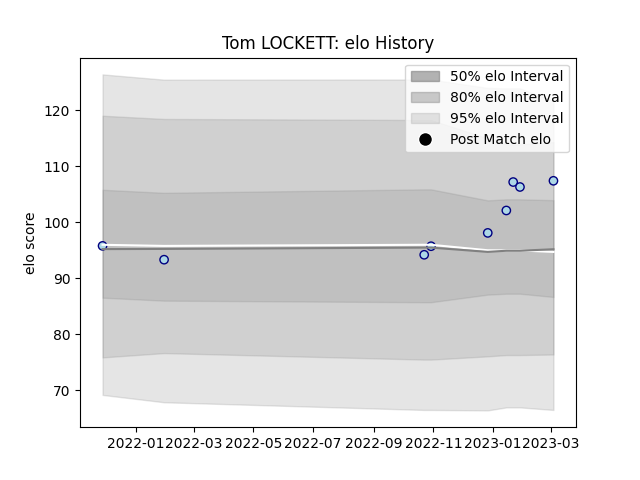 Tom LOCKETT: elo History
50% elo Interval
80% elo Interval
95% elo Interval
Post Match elo
elo score
120
110
100
90
80
70
2022-01 2022-03 2022-05 2022-07 2022-09 2022-11 2023-01 2023-03